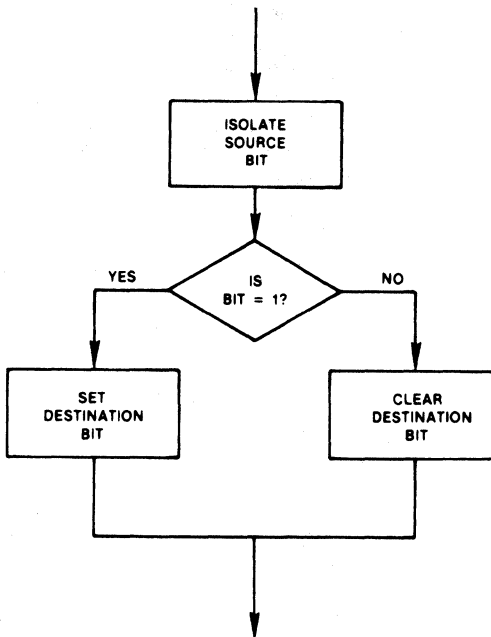 ISOLATE
SOURCE
BIT
IS
BIT = 1?
YES
NO
SET
DESTINATION
BIT
CLEAR
DESTINATION
BIT